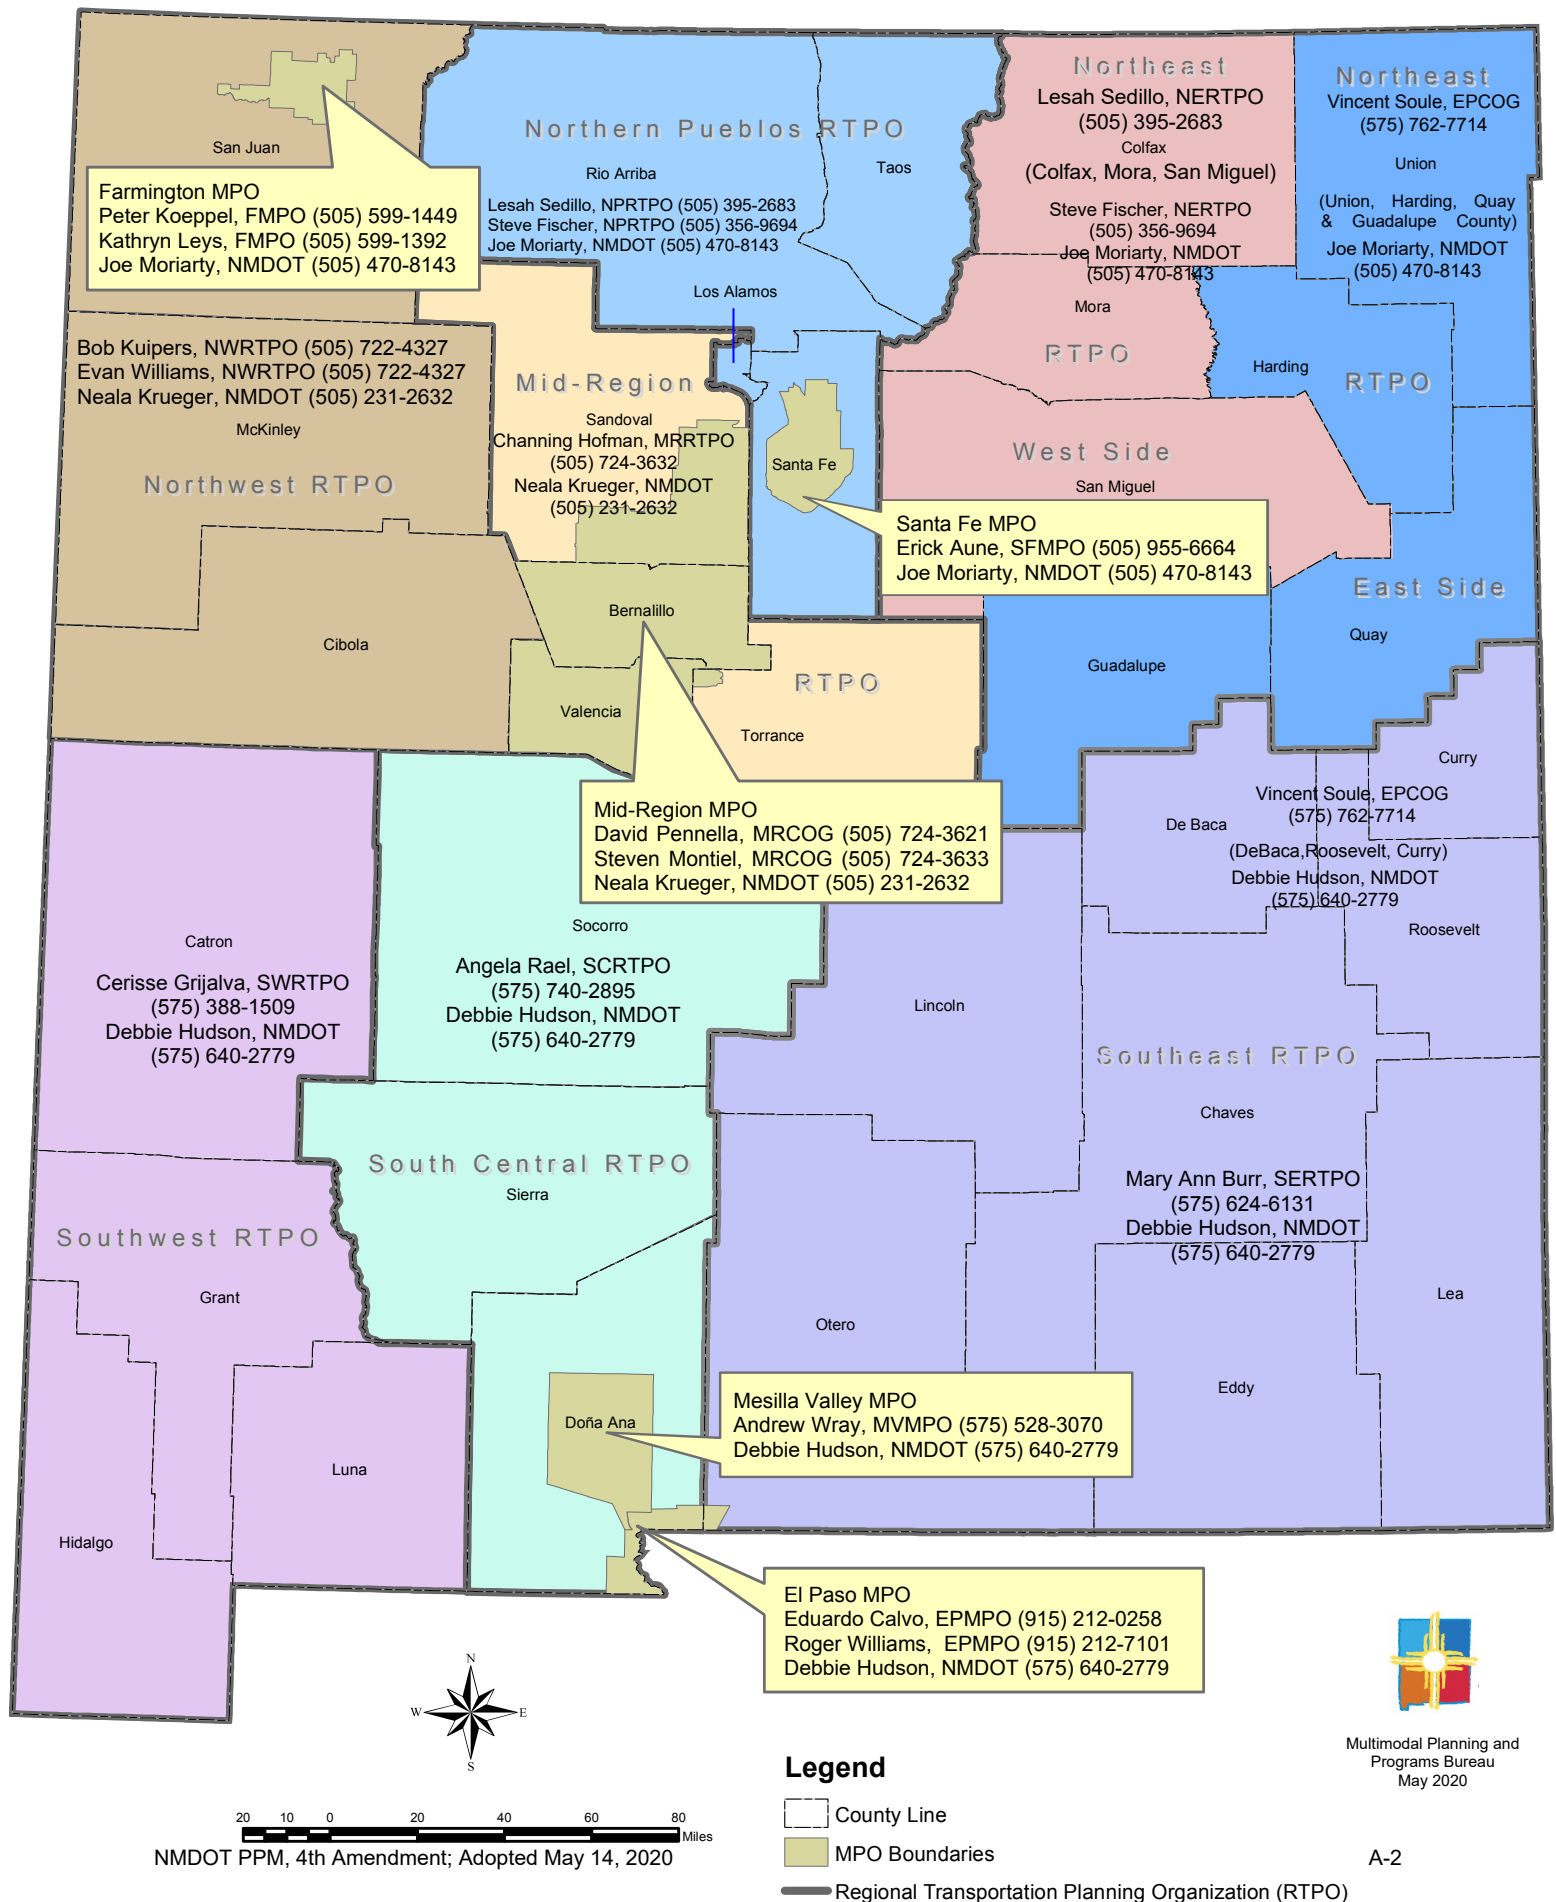 Northern Pueblos RTPO
Rio Arriba
Taos
Lesah Sedillo, NPRTPO (505) 395-2683
Steve Fischer, NPRTPO (505) 356-9694
Joe Moriarty, NMDOT (505) 470-8143
Los Alamos
San Juan
Farmington MPO
Peter Koeppel, FMPO (505) 599-1449
Kathryn Leys, FMPO (505) 599-1392
Joe Moriarty, NMDOT (505) 470-8143
Northeast
Lesah Sedillo, NERTPO
(505) 395-2683
Colfax
(Colfax, Mora, San Miguel)
Steve Fischer, NERTPO
(505) 356-9694
Joe Moriarty, NMDOT
(505) 470-8143
Mora
RTPO
West Side
San Miguel
Northeast
Vincent Soule, EPCOG
(575) 762-7714
Union
(Union, Harding, Quay
& Guadalupe County)
Joe Moriarty, NMDOT
(505) 470-8143
Harding
RTPO
East Side
Quay
Guadalupe
Bob Kuipers, NWRTPO (505) 722-4327
Evan Williams, NWRTPO (505) 722-4327
Neala Krueger, NMDOT (505) 231-2632
McKinley
Northwest RTPO
Cibola
Mid-Region
Sandoval
Channing Hofman, MRRTPO
(505) 724-3632
Neala Krueger, NMDOT
(505) 231-2632
Santa Fe
Santa Fe MPO
Erick Aune, SFMPO (505) 955-6664
Joe Moriarty, NMDOT (505) 470-8143
Bernalillo
Valencia
RTPO
Torrance
Mid-Region MPO
David Pennella, MRCOG (505) 724-3621
Steven Montiel, MRCOG (505) 724-3633
Neala Krueger, NMDOT (505) 231-2632
Curry
Vincent Soule, EPCOG
(575) 762-7714
De Baca
(DeBaca,Roosevelt, Curry)
Debbie Hudson, NMDOT
(575) 640-2779
Roosevelt
Catron
Cerisse Grijalva, SWRTPO
(575) 388-1509
Debbie Hudson, NMDOT
(575) 640-2779
Socorro
Angela Rael, SCRTPO
(575) 740-2895
Debbie Hudson, NMDOT
(575) 640-2779
Lincoln
Southeast RTPO
Chaves
Mary Ann Burr, SERTPO
(575) 624-6131
Debbie Hudson, NMDOT
(575) 640-2779
South Central RTPO
Sierra
Southwest RTPO
Grant
Lea
Otero
Eddy
Doña Ana
Mesilla Valley MPO
Andrew Wray, MVMPO (575) 528-3070
Debbie Hudson, NMDOT (575) 640-2779
Luna
Hidalgo
El Paso MPO
Eduardo Calvo, EPMPO (915) 212-0258
Roger Williams, EPMPO (915) 212-7101
Debbie Hudson, NMDOT (575) 640-2779
N
W
E
S
Multimodal Planning and
Programs Bureau
May 2020
Legend
County Line
MPO Boundaries
Regional Transportation Planning Organization (RTPO)
20 10 0 20 40 60 80
Miles
NMDOT PPM, 4th Amendment; Adopted May 14, 2020
A-2